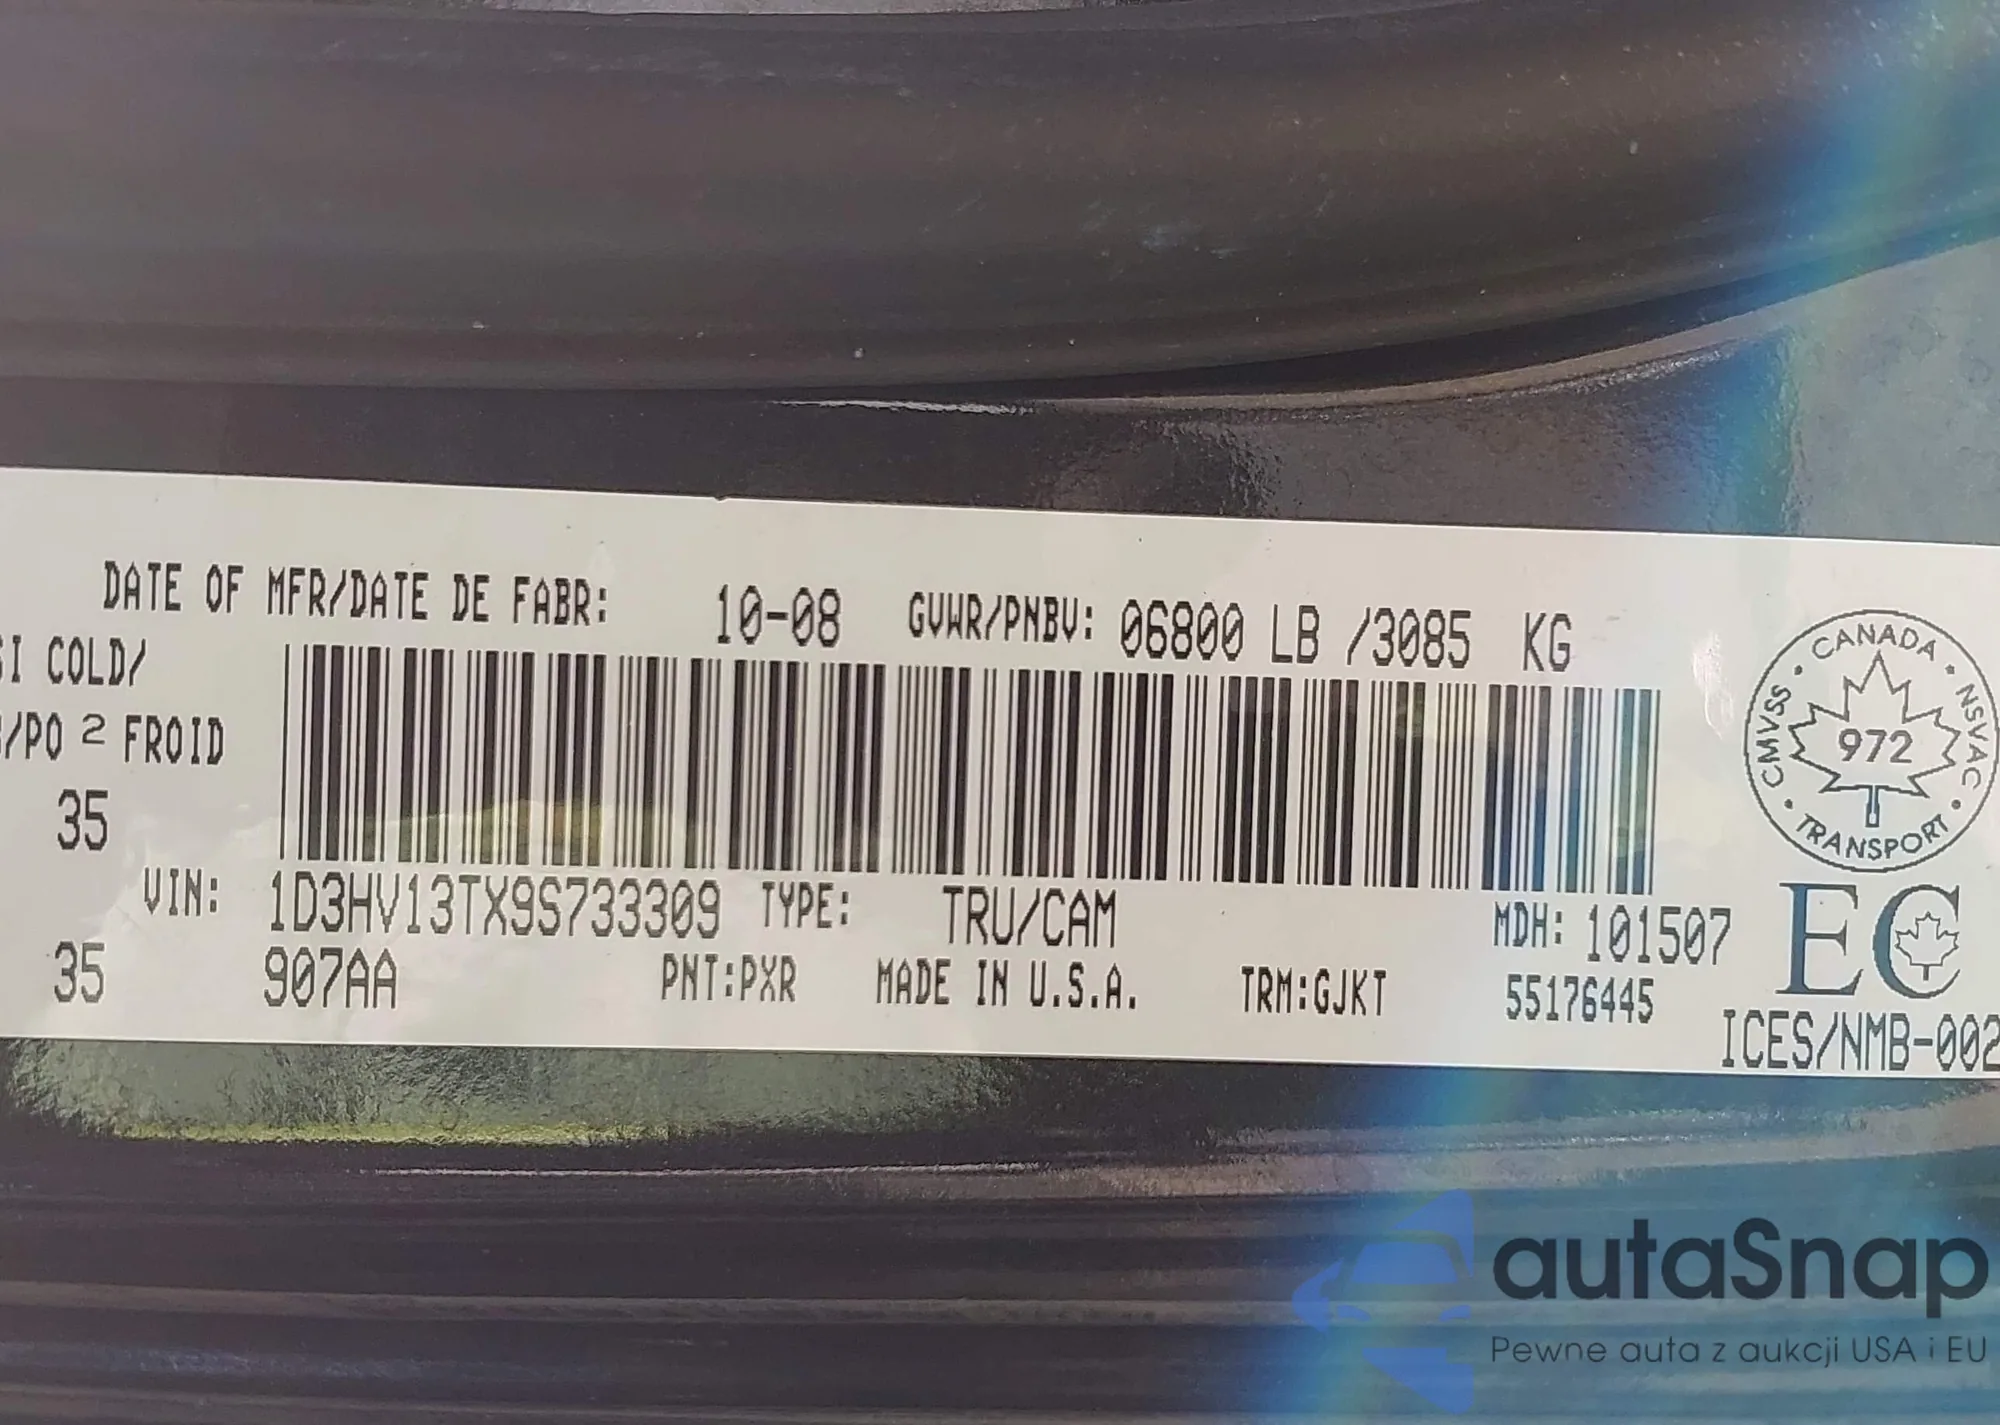 DATE OF MFR/DATE DE FABR: 10-08 GVWR/PNBV: 06800 LB /3085 KG
SI COLD/
/PO 2 FROID
35
VIN: 1D3HV13TX9S733309 TYPE: TRU/CAM MDH: 101507
35 907AA PNT:PXR MADE IN U.S.A. TRM:GJKT 55176445
CANADA
CMVSS NSVAC
972
TRANSPORT
EC
ICES/NMB-002
autaSnap
Pewne auta z aukcji USA i EU